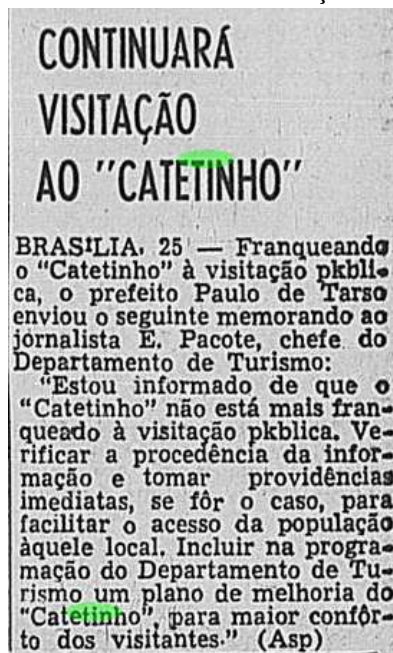 CONTINUARÁ
VISITAÇÃO
AO "CATETINHO"
BRASÍLIA, 25 — Franqueando
o "Catetinho" à visitação pkbli-
ca, o prefeito Paulo de Tarso
enviou o seguinte memorando ao
jornalista E. Pacote, chefe do
Departamento de Turismo:
"Estou informado de que o
"Catetinho" não está mais fran-
queado à visitação pkblica. Ve-
rificar a procedência da infor-
mação e tomar providências
imediatas, se fôr o caso, para
facilitar o acesso da população
àquele local. Incluir na progra-
mação do Departamento de Tu-
rismo um plano de melhoria do
"Catetinho", para maior confôr-
to dos visitantes." (Asp)